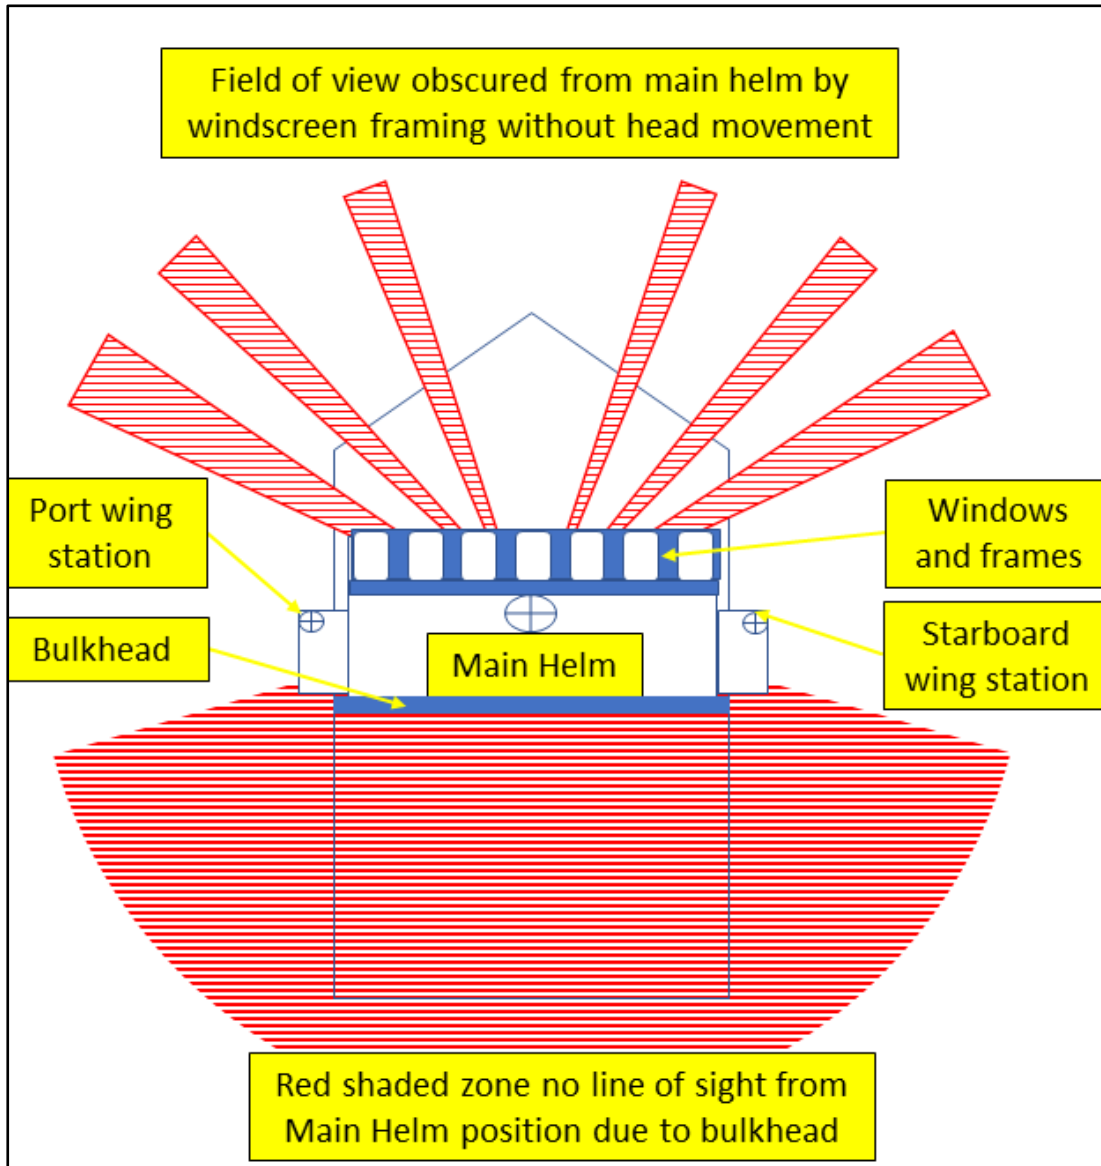 Field of view obscured from main helm by
windscreen framing without head movement
Port wing
station
Windows
and frames
Bulkhead
Main Helm
Starboard
wing station
Red shaded zone no line of sight from
Main Helm position due to bulkhead